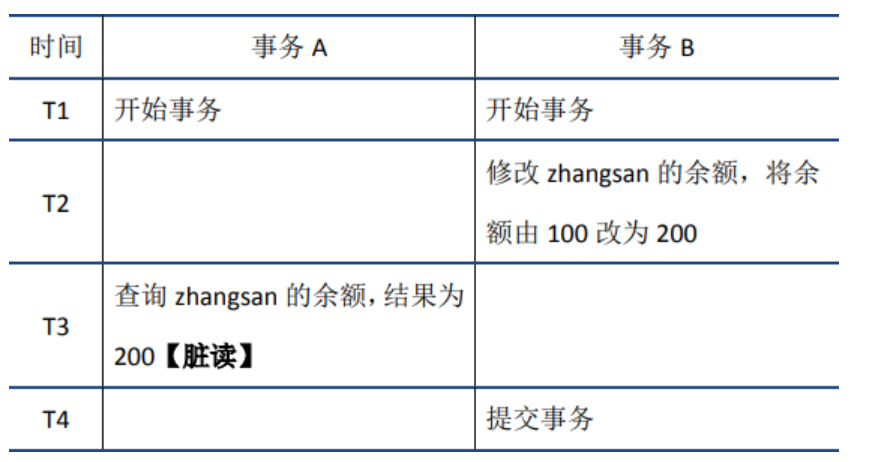 时间 事务 A 事务 B
T1 开始事务 开始事务
修改 zhangsan 的余额，将余
T2
额由 100 改为 200
查询 zhangsan 的余额，结果为
T3
200【脏读】
T4 提交事务